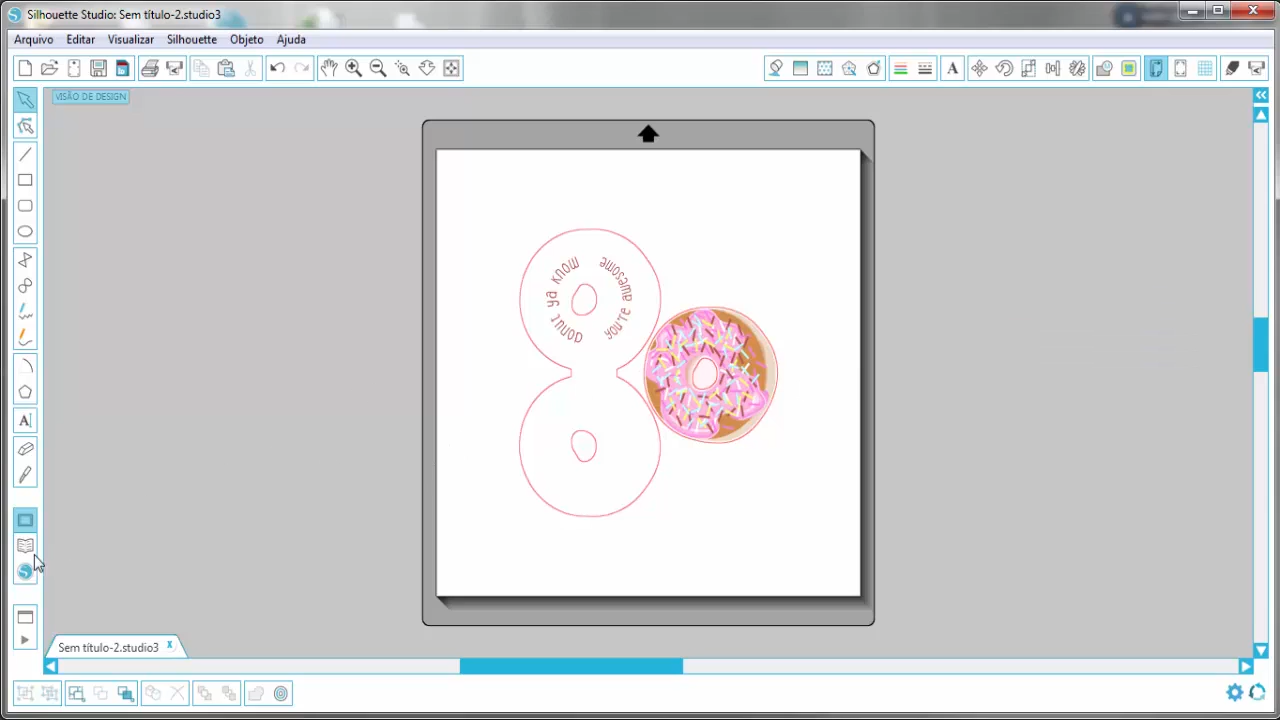 Silhouette Studio: Sem título-2.studio3
Arquivo Editar Visualizar Silhouette Objeto Ajuda
VISÃO DE DESIGN
donut ya know
you're awesome
Sem título-2.studio3 x